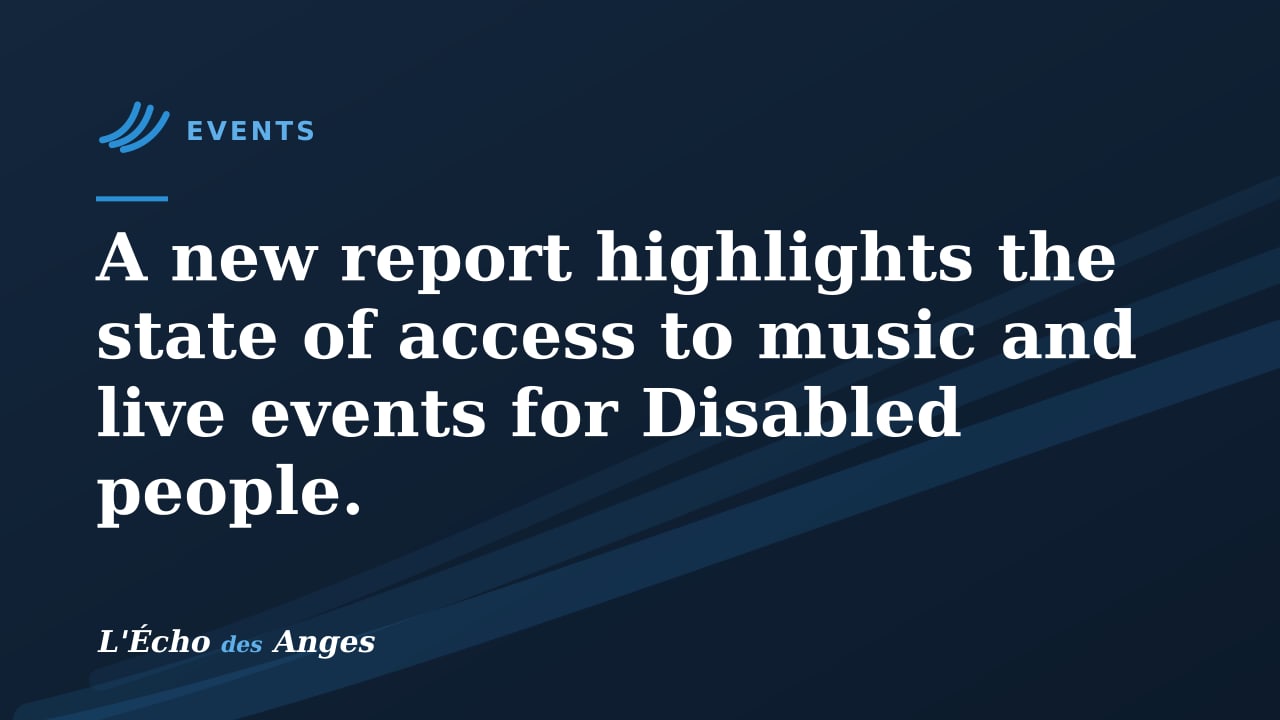 EVENTS
A new report highlights the
state of access to music and
live events for Disabled
people.
L'Écho des Anges